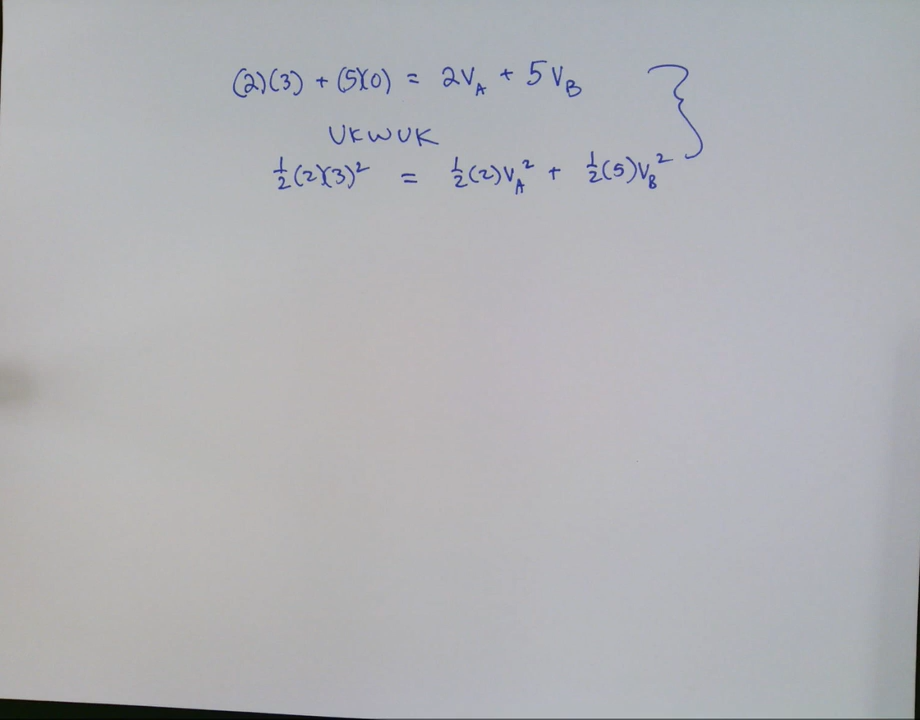 (2)(3) + (5)(0) = 2V_A + 5V_B
UKWUK
½(2)(3)² = ½(2)V_A² + ½(5)V_B²